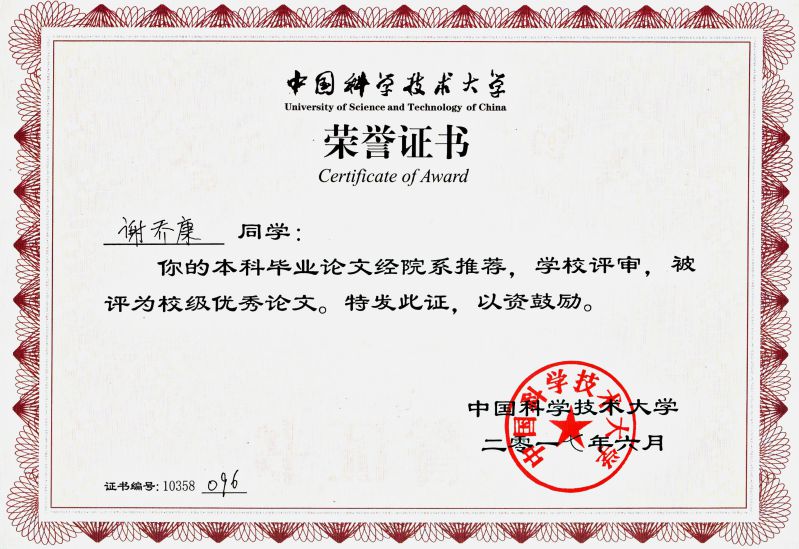 中国科学技术大学
University of Science and Technology of China
荣誉证书
Certificate of Award
谢乔康 同学：
你的本科毕业论文经院系推荐，学校评审，被
评为校级优秀论文。特发此证，以资鼓励。
中国科学技术大学
中国科学技术大学
二零一七年六月
证书编号: 10358 096